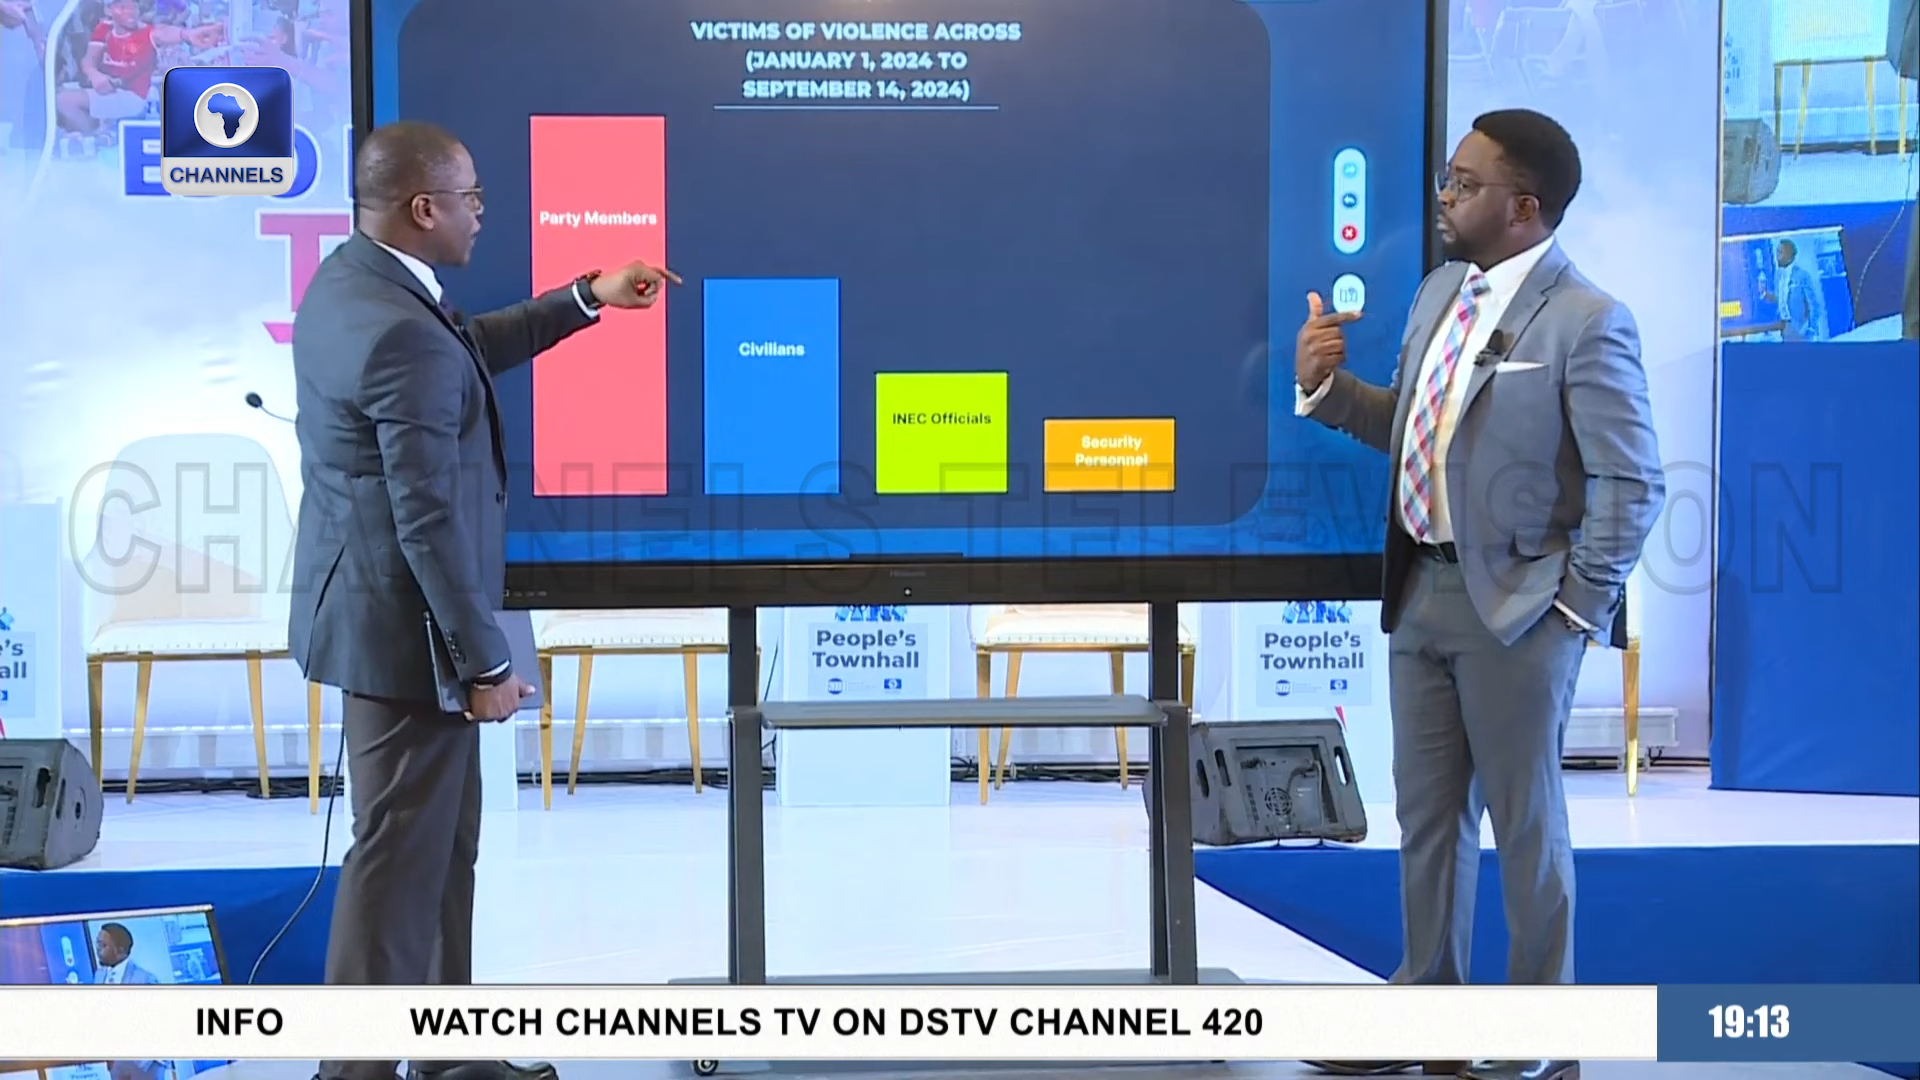 VICTIMS OF VIOLENCE ACROSS
(JANUARY 1, 2024 TO
SEPTEMBER 14, 2024)
CHANNELS
Party Members
Civilians
INEC Officials
Security
Personnel
CHANNELS TELEVISION
People's
Townhall
People's
Townhall
INFO
WATCH CHANNELS TV ON DSTV CHANNEL 420
19:13